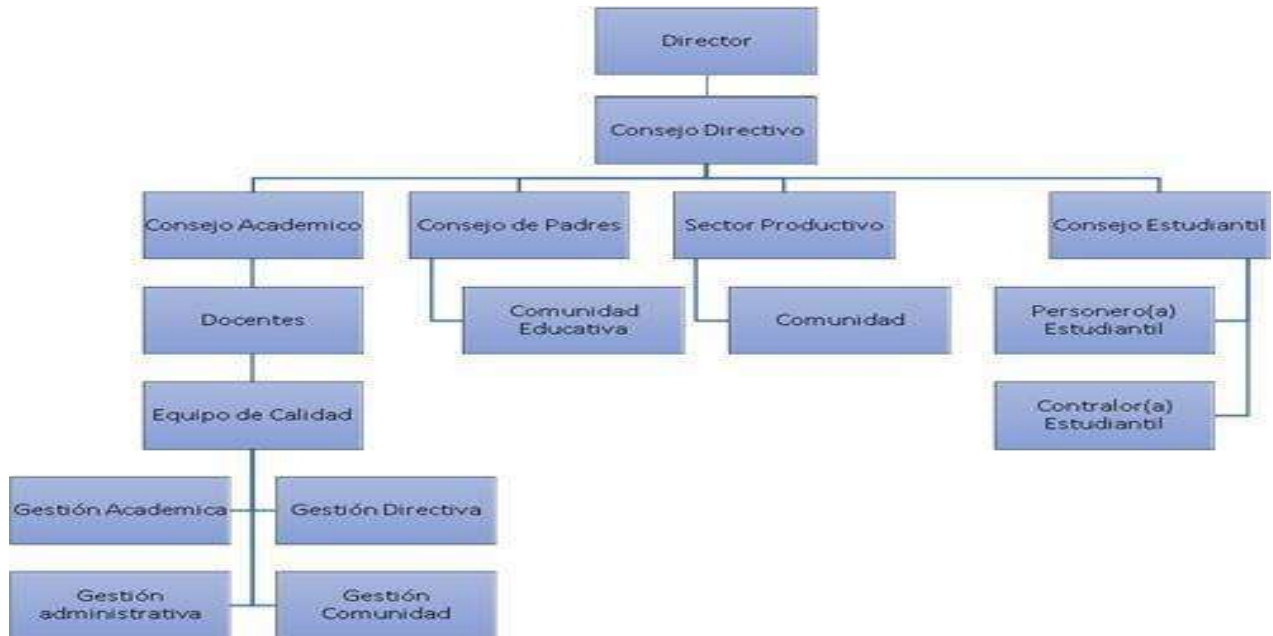 Director
Consejo Directivo
Consejo Academico
Consejo de Padres
Sector Productivo
Consejo Estudiantil
Docentes
Comunidad
Educativa
Comunidad
Personero(a)
Estudiantil
Equipo de Calidad
Contralor(a)
Estudiantil
Gestión Academica
Gestión Directiva
Gestión
administrativa
Gestión
Comunidad